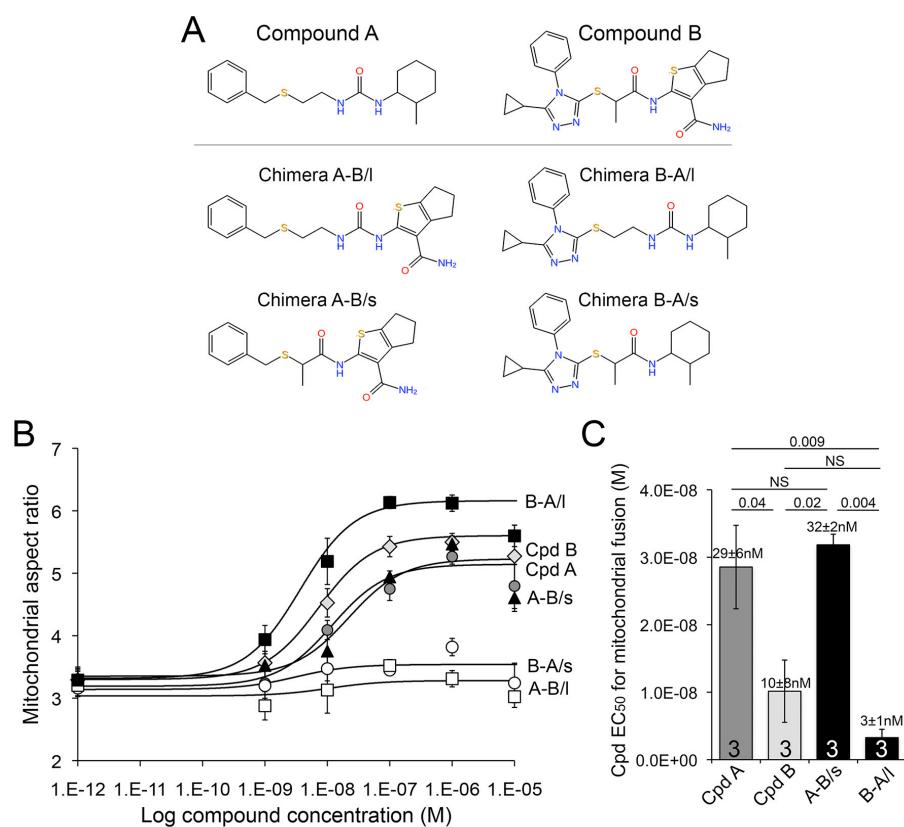 A
Compound A
Compound B
O
S
N
H
N
H
N
N
N
S
O
N
H
S
O
NH₂
Chimera A-B/l
Chimera B-A/l
O
S
N
H
N
H
S
O
NH₂
N
N
N
S
O
N
H
N
H
Chimera A-B/s
Chimera B-A/s
S
O
N
H
S
O
NH₂
N
N
N
S
O
N
H
B
Mitochondrial aspect ratio
7
6
5
4
3
2
B-A/l
Cpd B
Cpd A
A-B/s
B-A/s
A-B/l
1.E-12 1.E-11 1.E-10 1.E-09 1.E-08 1.E-07 1.E-06 1.E-05
Log compound concentration (M)
C
Cpd EC₅₀ for mitochondrial fusion (M)
0.009
NS
NS
0.04 0.02 0.004
4.0E-08
3.0E-08
2.0E-08
1.0E-08
0.0E+00
29±6nM
10±8nM
32±2nM
3±1nM
3 3 3 3
Cpd A Cpd B A-B/s B-A/l